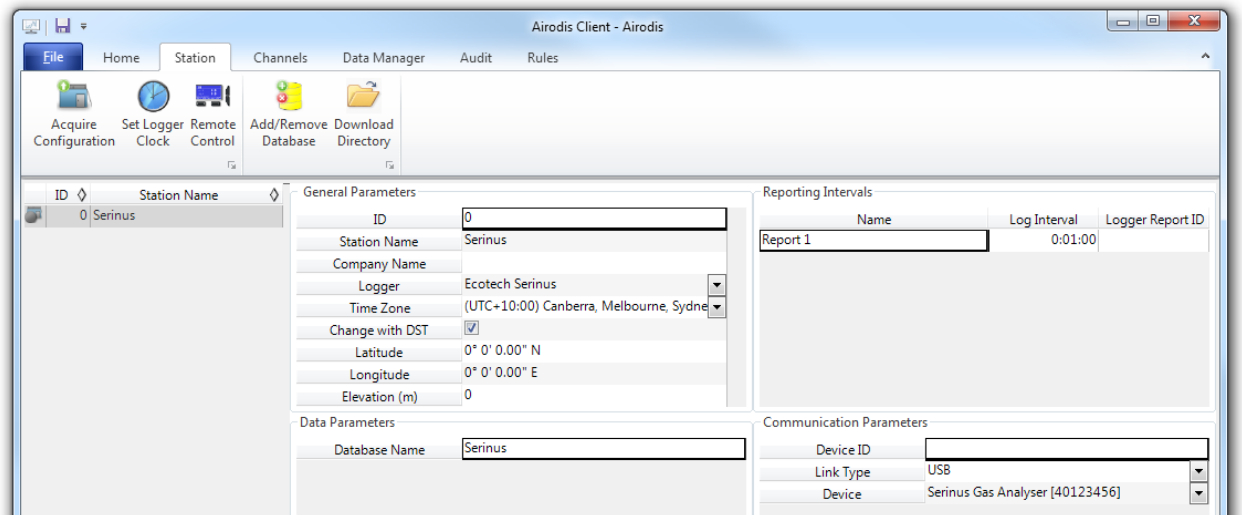 Airodis Client - Airodis
File Home Station Channels Data Manager Audit Rules
Acquire Configuration Set Logger Clock Remote Control Add/Remove Database Download Directory
ID Station Name
0 Serinus
General Parameters
ID 0
Station Name Serinus
Company Name
Logger Ecotech Serinus
Time Zone (UTC+10:00) Canberra, Melbourne, Sydne
Change with DST
Latitude 0° 0' 0.00" N
Longitude 0° 0' 0.00" E
Elevation (m) 0
Reporting Intervals
Name Log Interval Logger Report ID
Report 1 0:01:00
Data Parameters
Database Name Serinus
Communication Parameters
Device ID
Link Type USB
Device Serinus Gas Analyser [40123456]